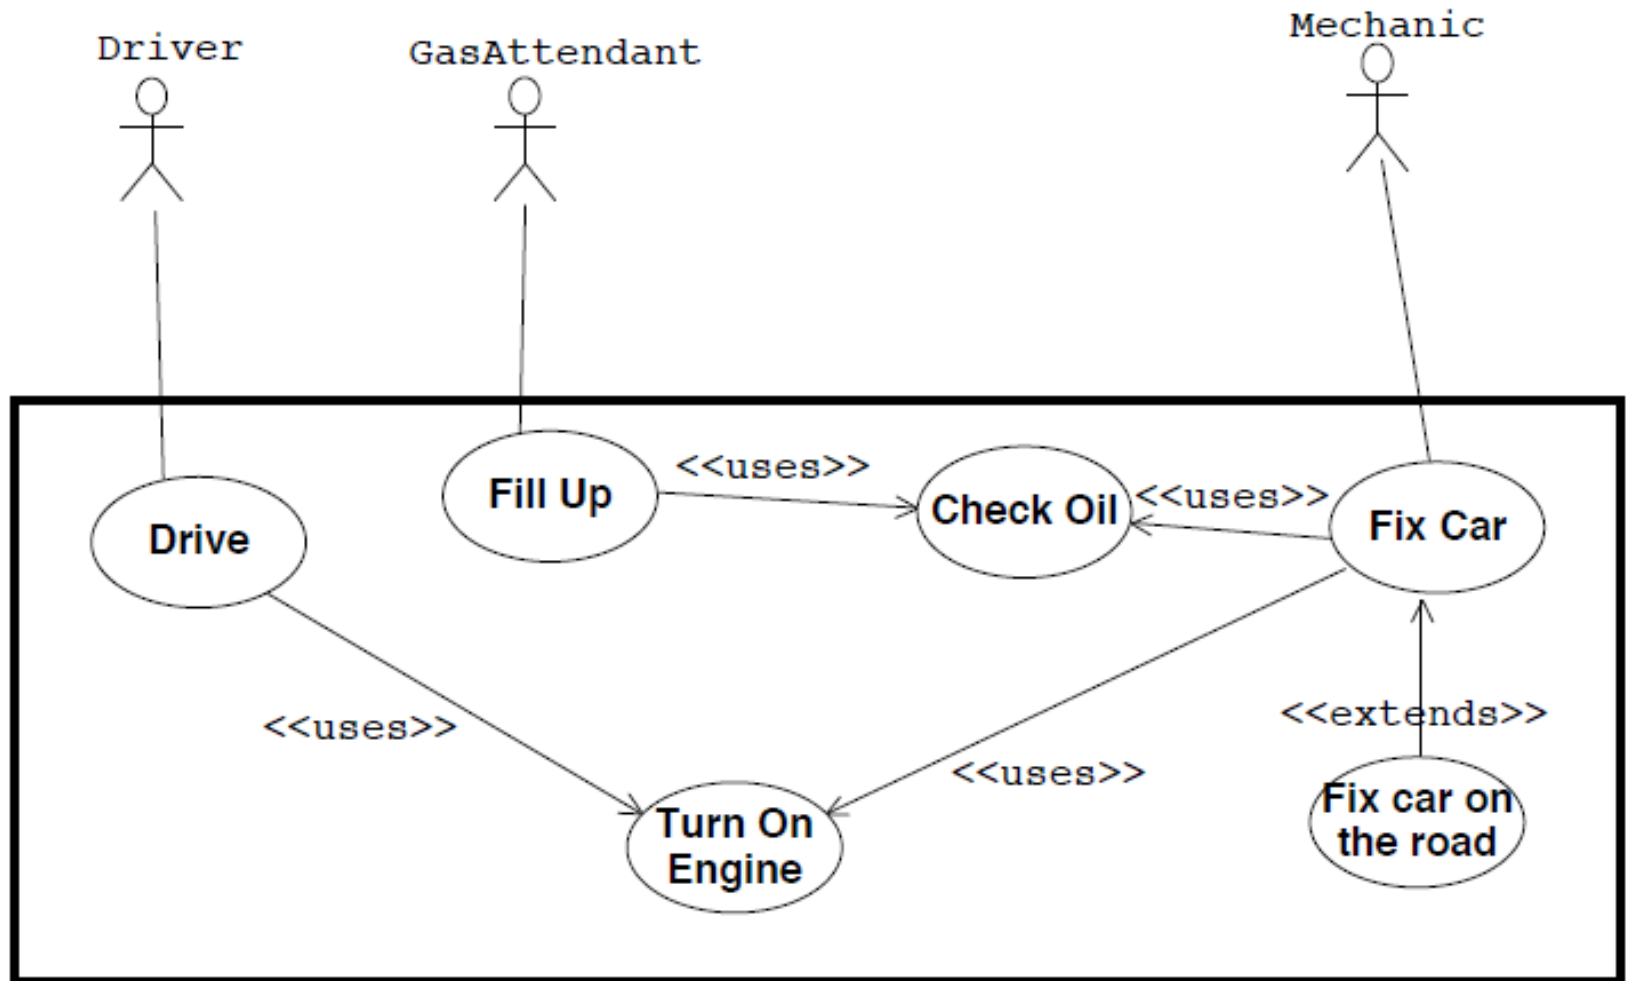 Driver
GasAttendant
Mechanic
<<uses>>
Fill Up
Check Oil
<<uses>>
Fix Car
Drive
<<uses>>
<<extends>>
<<uses>>
Turn On
Engine
Fix car on
the road